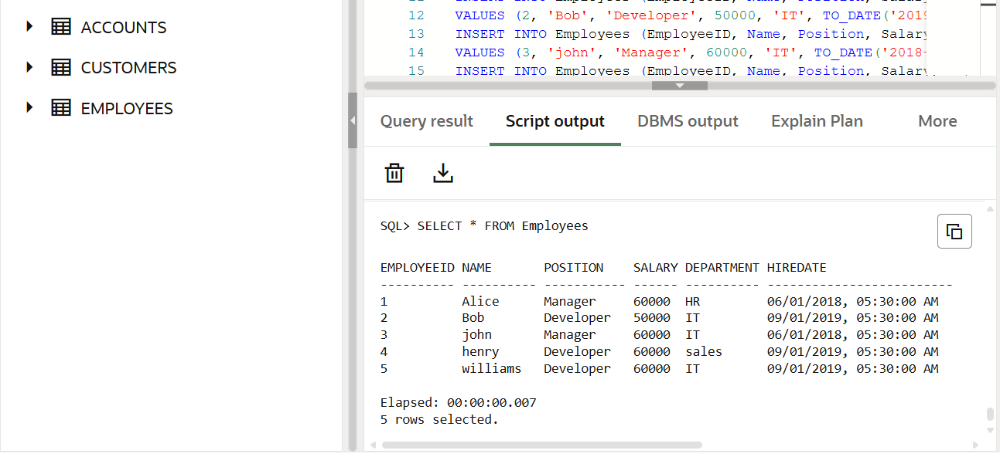 ACCOUNTS
CUSTOMERS
EMPLOYEES
12 VALUES (2, 'Bob', 'Developer', 50000, 'IT', TO_DATE('2019
13 INSERT INTO Employees (EmployeeID, Name, Position, Salary
14 VALUES (3, 'john', 'Manager', 60000, 'IT', TO_DATE('2018-
15 INSERT INTO Employees (EmployeeID, Name, Position, Salary
Query result Script output DBMS output Explain Plan More
SQL> SELECT * FROM Employees
EMPLOYEEID NAME POSITION SALARY DEPARTMENT HIREDATE
---------- ---------- ----------- ------ ---------- -------------------------
1 Alice Manager 60000 HR 06/01/2018, 05:30:00 AM
2 Bob Developer 50000 IT 09/01/2019, 05:30:00 AM
3 john Manager 60000 IT 06/01/2018, 05:30:00 AM
4 henry Developer 60000 sales 09/01/2019, 05:30:00 AM
5 williams Developer 60000 IT 09/01/2019, 05:30:00 AM
Elapsed: 00:00:00.007
5 rows selected.